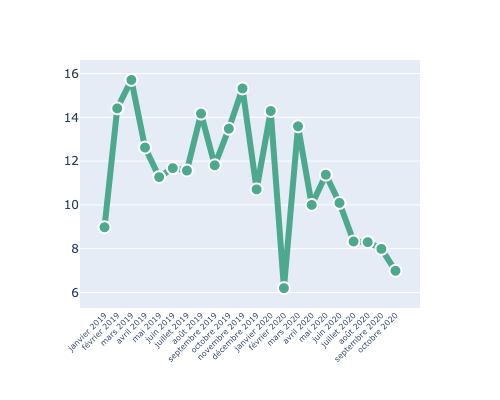 16
14
12
10
8
6
janvier 2019
février 2019
mars 2019
avril 2019
mai 2019
juin 2019
juillet 2019
août 2019
septembre 2019
octobre 2019
novembre 2019
décembre 2019
janvier 2020
février 2020
mars 2020
avril 2020
mai 2020
juin 2020
juillet 2020
août 2020
septembre 2020
octobre 2020